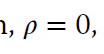 n, ρ = 0,